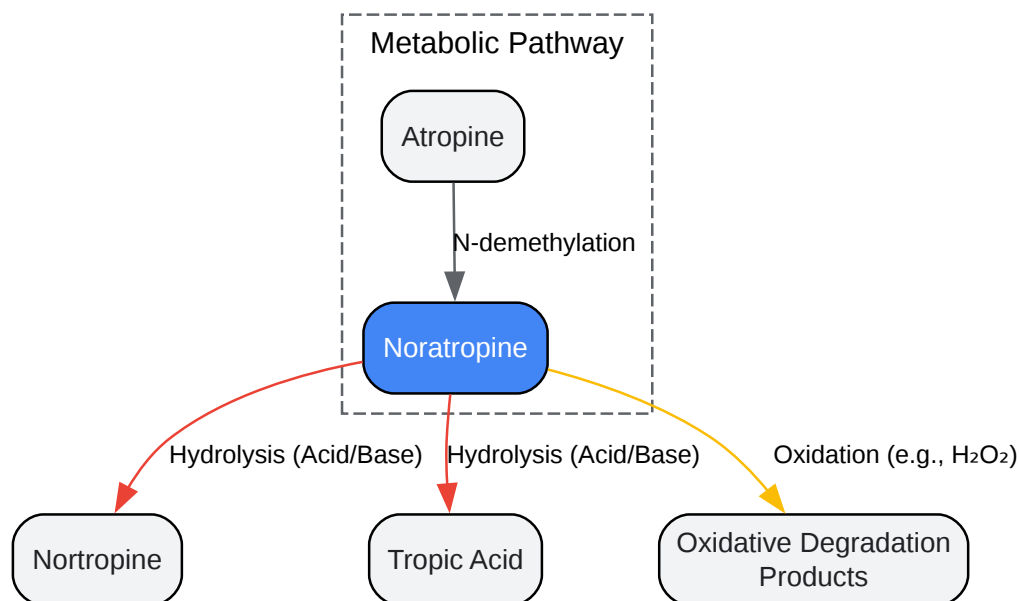 Metabolic Pathway
Atropine
N-demethylation
Noratropine
Hydrolysis (Acid/Base)
Hydrolysis (Acid/Base)
Oxidation (e.g., H₂O₂)
Nortropine
Tropic Acid
Oxidative Degradation
Products